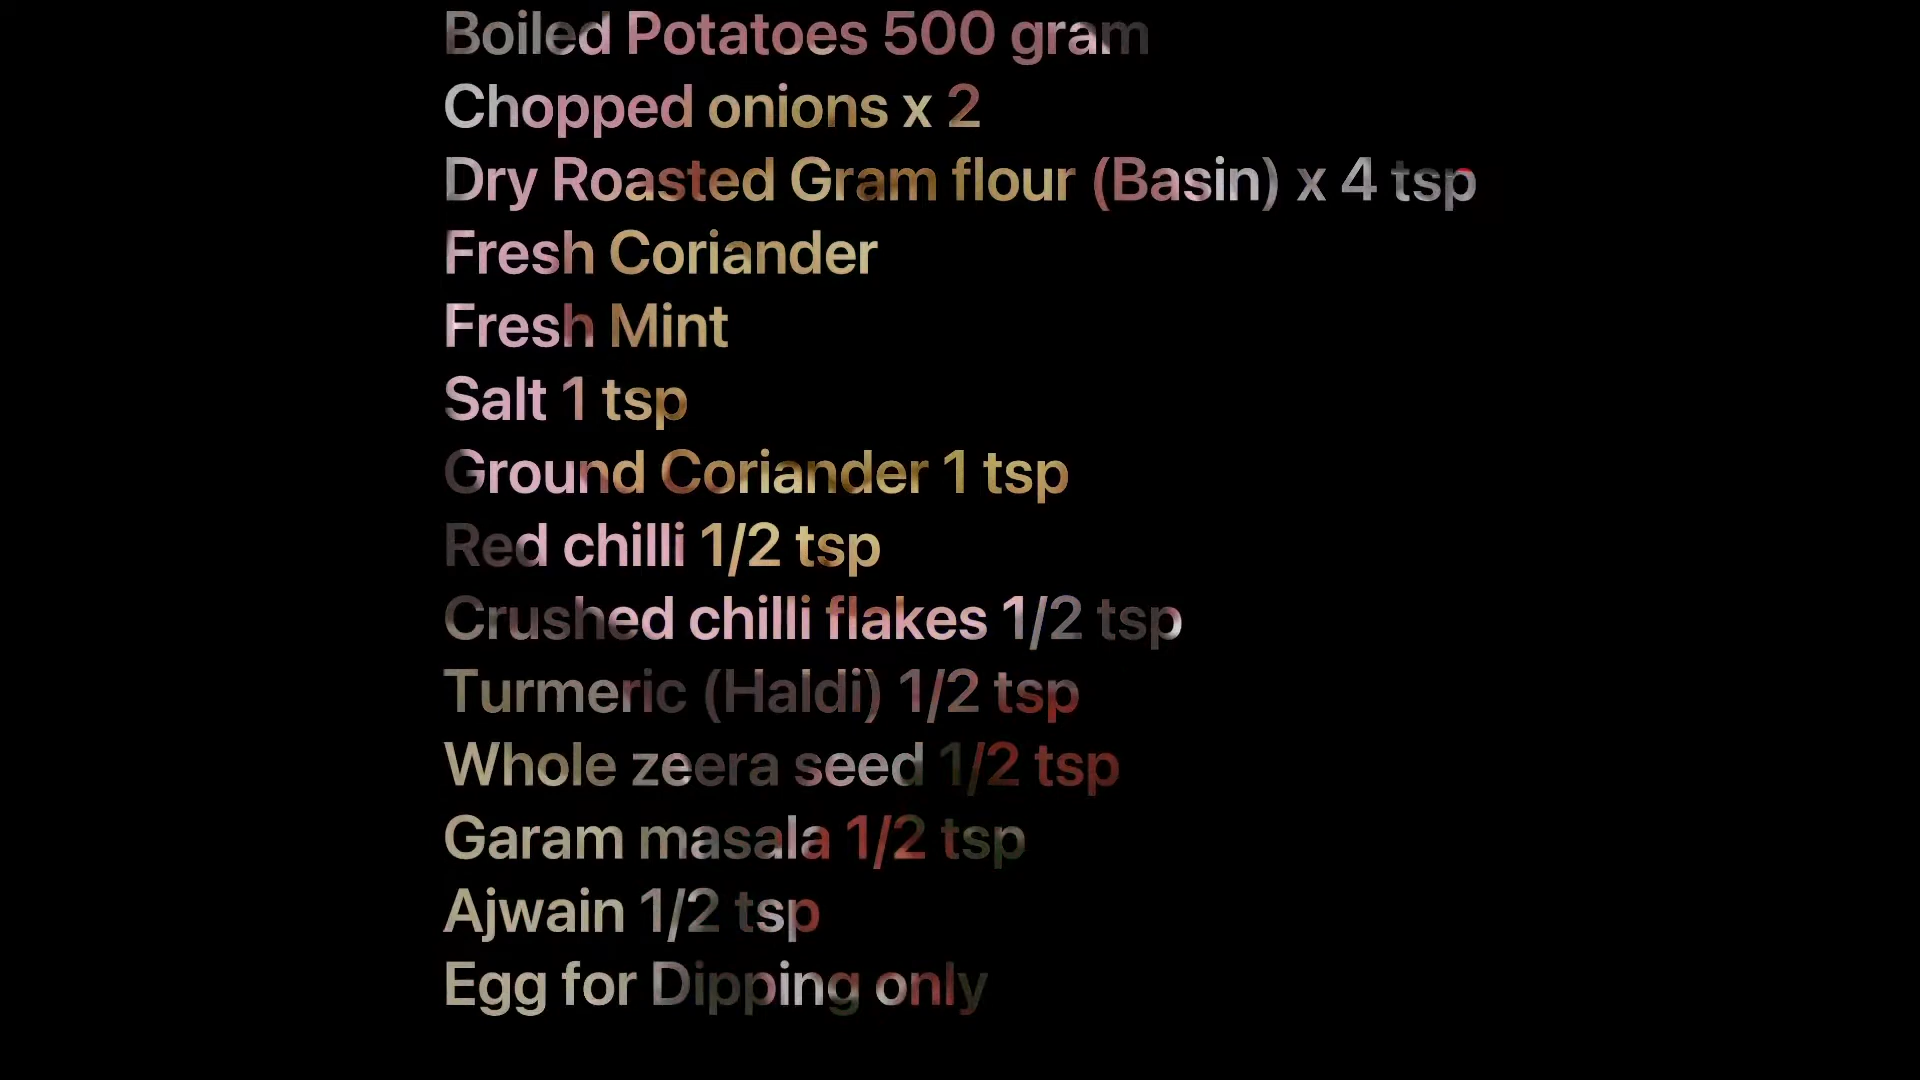 Boiled Potatoes 500 gram
Chopped onions x 2
Dry Roasted Gram flour (Basin) x 4 tsp
Fresh Coriander
Fresh Mint
Salt 1 tsp
Ground Coriander 1 tsp
Red chilli 1/2 tsp
Crushed chilli flakes 1/2 tsp
Turmeric (Haldi) 1/2 tsp
Whole zeera seed 1/2 tsp
Garam masala 1/2 tsp
Ajwain 1/2 tsp
Egg for Dipping only